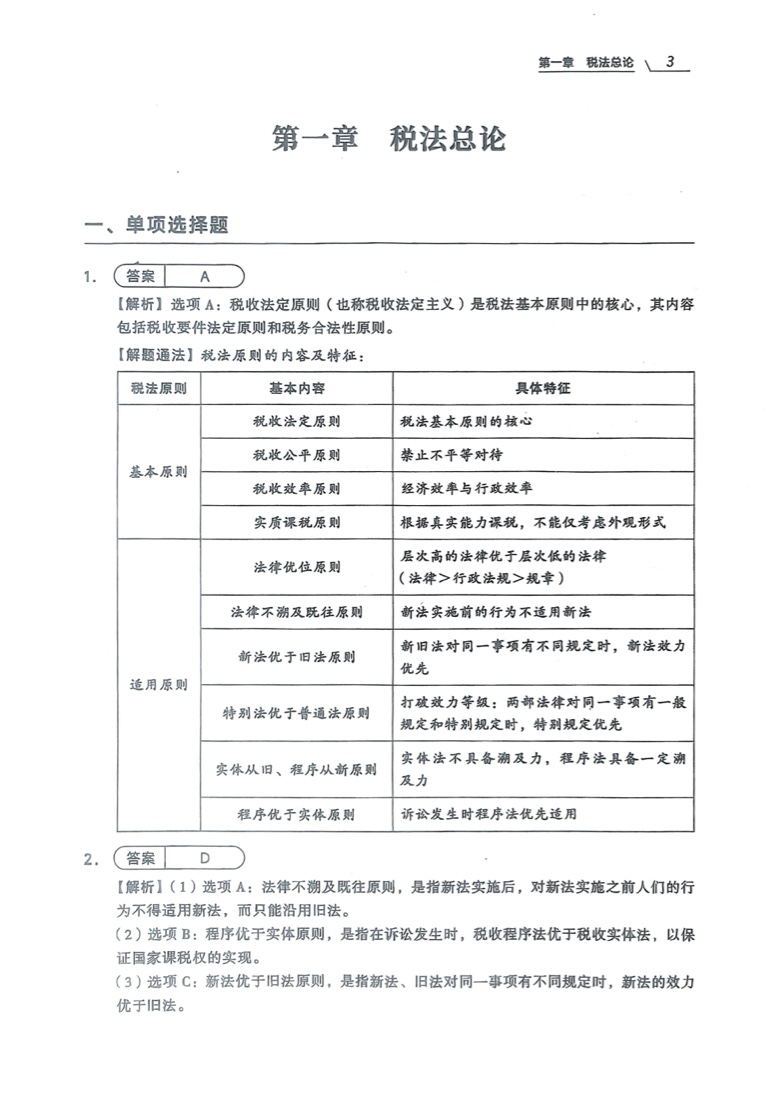 第一章 税法总论 3
第一章 税法总论
一、单项选择题
1. 答案 A
【解析】选项 A：税收法定原则（也称税收法定主义）是税法基本原则中的核心，其内容
包括税收要件法定原则和税务合法性原则。
【解题通法】税法原则的内容及特征：
税法原则 基本内容 具体特征
基本原则
税收法定原则 税法基本原则的核心
税收公平原则 禁止不平等对待
税收效率原则 经济效率与行政效率
实质课税原则 根据真实能力课税，不能仅考虑外观形式
适用原则
法律优位原则 层次高的法律优于层次低的法律
（法律＞行政法规＞规章）
法律不溯及既往原则 新法实施前的行为不适用新法
新法优于旧法原则 新旧法对同一事项有不同规定时，新法效力
优先
特别法优于普通法原则 打破效力等级：两部法律对同一事项有一般
规定和特别规定时，特别规定优先
实体从旧、程序从新原则 实体法不具备溯及力，程序法具备一定溯
及力
程序优于实体原则 诉讼发生时程序法优先适用
2. 答案 D
【解析】（1）选项 A：法律不溯及既往原则，是指新法实施后，对新法实施之前人们的行
为不得适用新法，而只能沿用旧法。
（2）选项 B：程序优于实体原则，是指在诉讼发生时，税收程序法优于税收实体法，以保
证国家课税权的实现。
（3）选项 C：新法优于旧法原则，是指新法、旧法对同一事项有不同规定时，新法的效力
优于旧法。